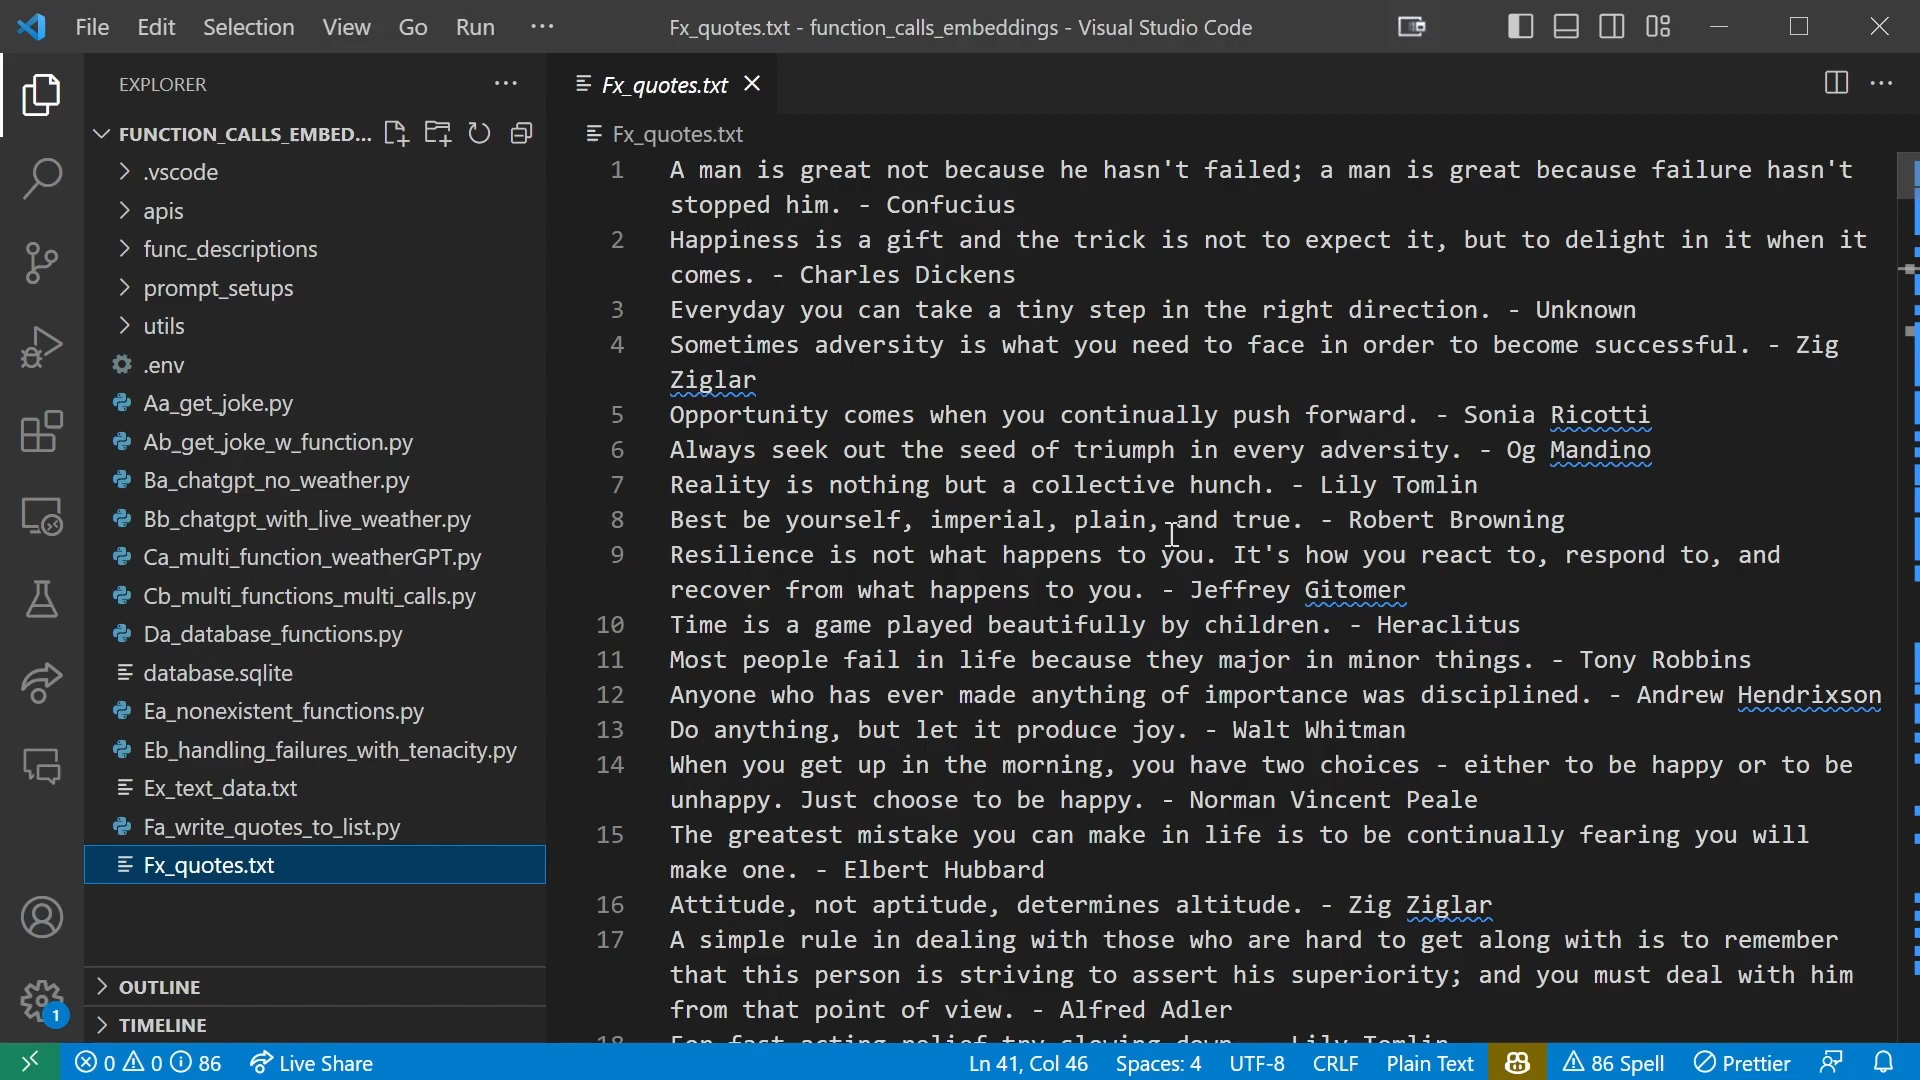 File Edit Selection View Go Run ··· Fx_quotes.txt - function_calls_embeddings - Visual Studio Code
EXPLORER ···
Fx_quotes.txt
FUNCTION_CALLS_EMBED...
Fx_quotes.txt
.vscode
apis
func_descriptions
prompt_setups
utils
.env
Aa_get_joke.py
Ab_get_joke_w_function.py
Ba_chatgpt_no_weather.py
Bb_chatgpt_with_live_weather.py
Ca_multi_function_weatherGPT.py
Cb_multi_functions_multi_calls.py
Da_database_functions.py
database.sqlite
Ea_nonexistent_functions.py
Eb_handling_failures_with_tenacity.py
Ex_text_data.txt
Fa_write_quotes_to_list.py
Fx_quotes.txt
OUTLINE
TIMELINE
1 A man is great not because he hasn't failed; a man is great because failure hasn't
stopped him. - Confucius
2 Happiness is a gift and the trick is not to expect it, but to delight in it when it
comes. - Charles Dickens
3 Everyday you can take a tiny step in the right direction. - Unknown
4 Sometimes adversity is what you need to face in order to become successful. - Zig
Ziglar
5 Opportunity comes when you continually push forward. - Sonia Ricotti
6 Always seek out the seed of triumph in every adversity. - Og Mandino
7 Reality is nothing but a collective hunch. - Lily Tomlin
8 Best be yourself, imperial, plain, and true. - Robert Browning
9 Resilience is not what happens to you. It's how you react to, respond to, and
recover from what happens to you. - Jeffrey Gitomer
10 Time is a game played beautifully by children. - Heraclitus
11 Most people fail in life because they major in minor things. - Tony Robbins
12 Anyone who has ever made anything of importance was disciplined. - Andrew Hendrixson
13 Do anything, but let it produce joy. - Walt Whitman
14 When you get up in the morning, you have two choices - either to be happy or to be
unhappy. Just choose to be happy. - Norman Vincent Peale
15 The greatest mistake you can make in life is to be continually fearing you will
make one. - Elbert Hubbard
16 Attitude, not aptitude, determines altitude. - Zig Ziglar
17 A simple rule in dealing with those who are hard to get along with is to remember
that this person is striving to assert his superiority; and you must deal with him
from that point of view. - Alfred Adler
18 For fast acting relief try slowing down. - Lily Tomlin
1
0 0 86 Live Share Ln 41, Col 46 Spaces: 4 UTF-8 CRLF Plain Text 86 Spell Prettier